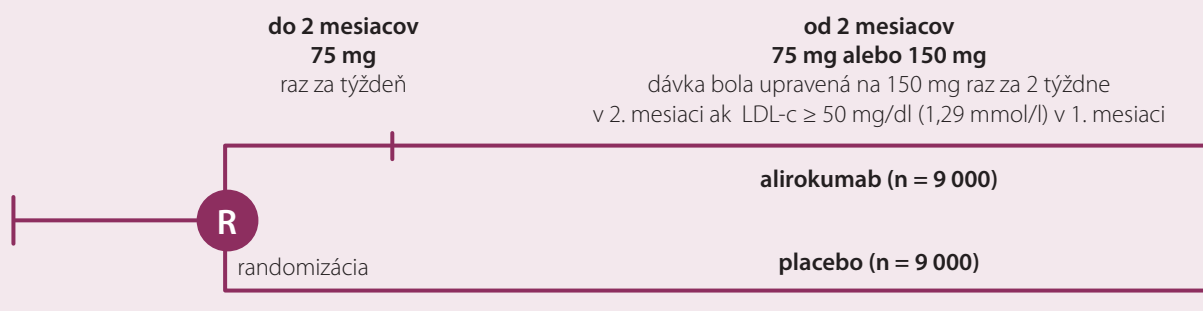 do 2 mesiacov
75 mg
raz za týždeň
od 2 mesiacov
75 mg alebo 150 mg
dávka bola upravená na 150 mg raz za 2 týždne
v 2. mesiaci ak LDL-c ≥ 50 mg/dl (1,29 mmol/l) v 1. mesiaci
alirokumab (n = 9 000)
R
randomizácia
placebo (n = 9 000)